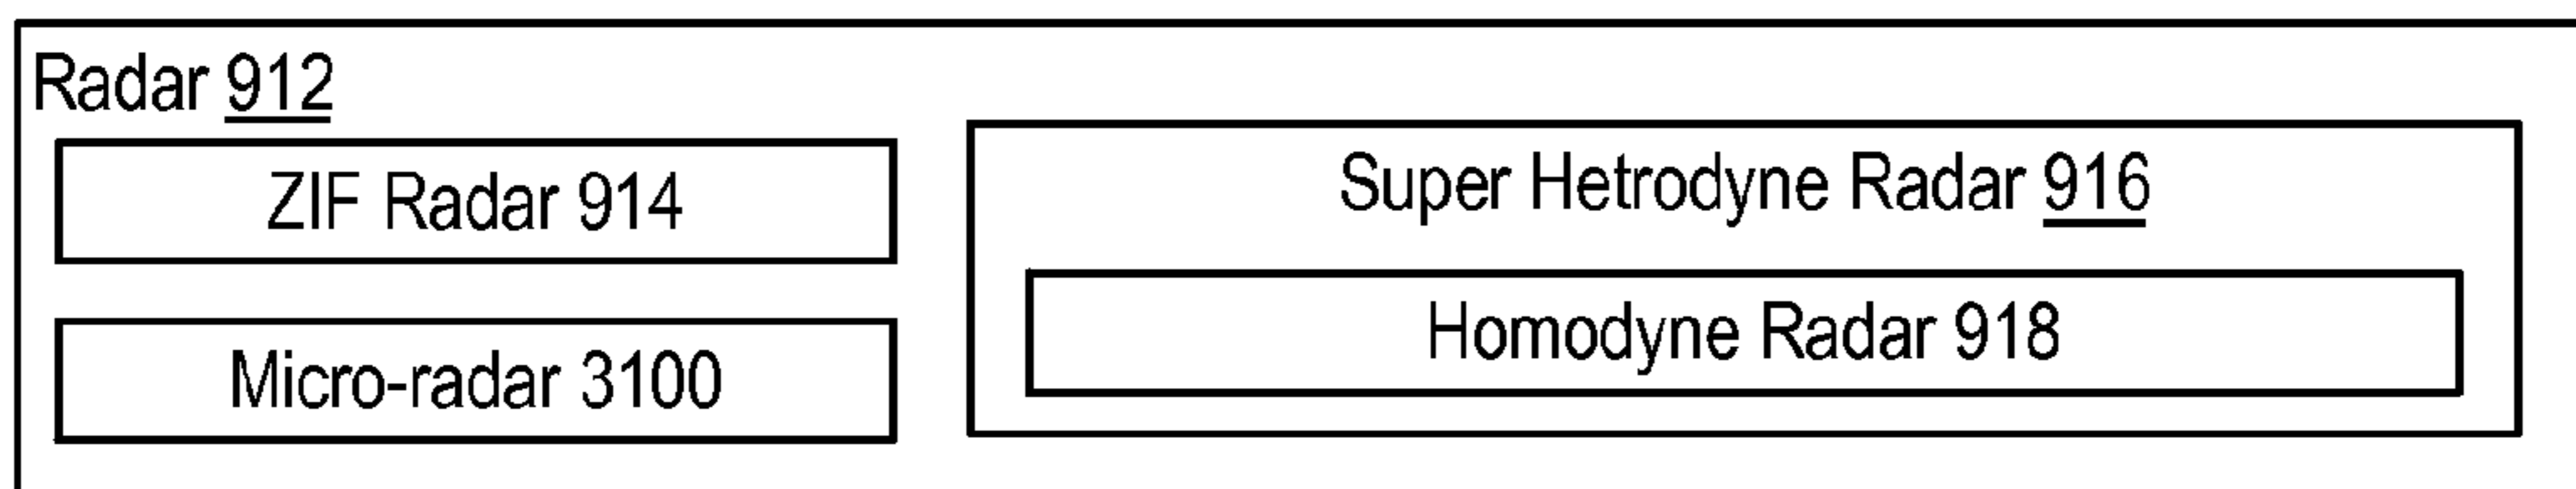 Radar 912
ZIF Radar 914
Micro-radar 3100
Super Hetrodyne Radar 916
Homodyne Radar 918